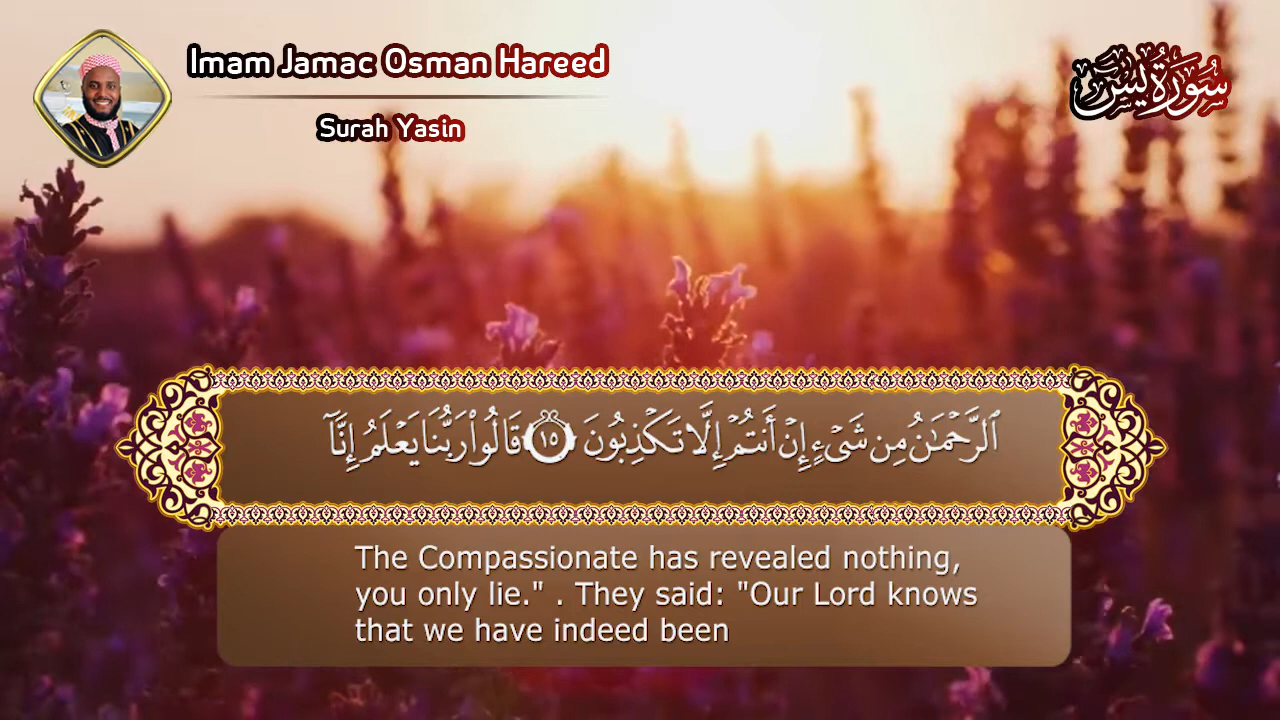 Imam Jamac Osman Hareed
Surah Yasin
سُورَةُ يسٓ
ٱلرَّحْمَـٰنُ مِن شَىْءٍ إِنْ أَنتُمْ إِلَّا تَكْذِبُونَ ١٥ قَالُوا۟ رَبُّنَا يَعْلَمُ إِنَّآ
The Compassionate has revealed nothing,
you only lie." . They said: "Our Lord knows
that we have indeed been